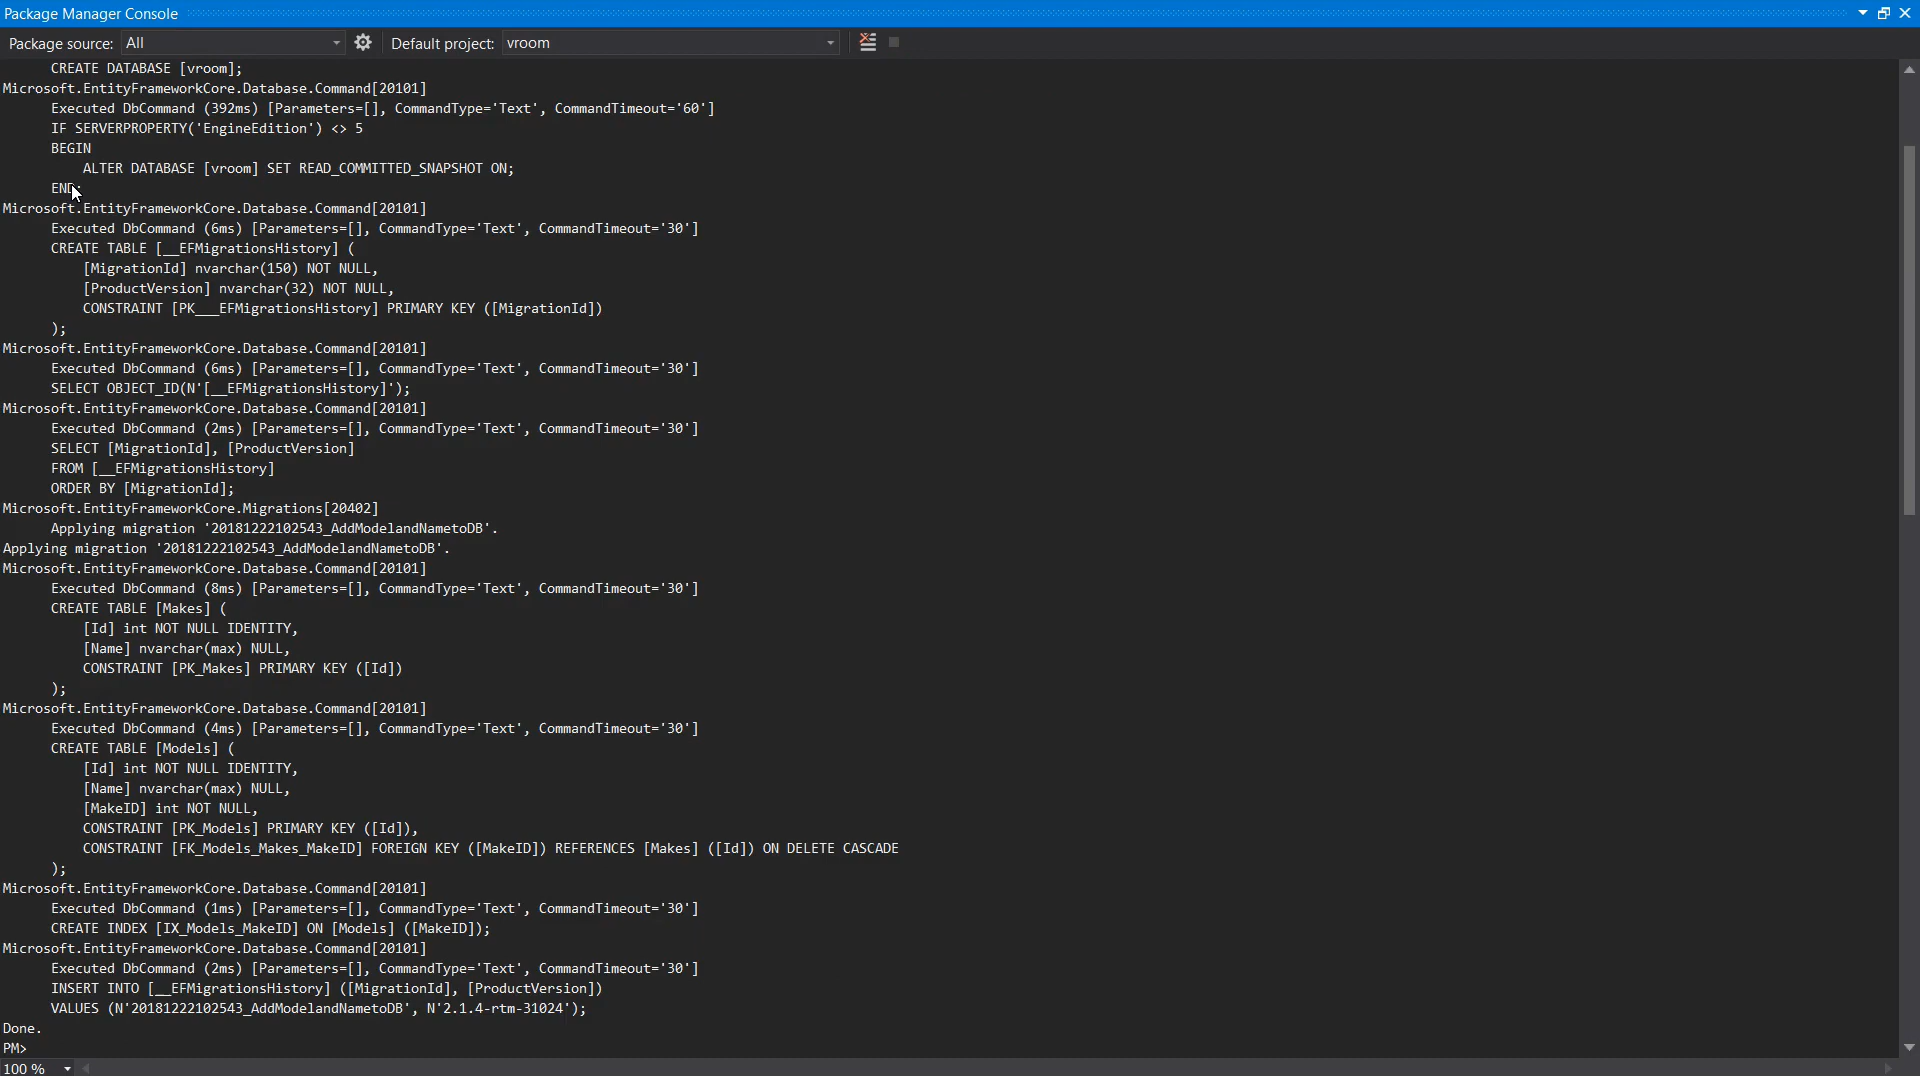 Package Manager Console
Package source: All Default project: vroom
CREATE DATABASE [vroom];
Microsoft.EntityFrameworkCore.Database.Command[20101]
Executed DbCommand (392ms) [Parameters=[], CommandType='Text', CommandTimeout='60']
IF SERVERPROPERTY('EngineEdition') <> 5
BEGIN
ALTER DATABASE [vroom] SET READ_COMMITTED_SNAPSHOT ON;
END;
Microsoft.EntityFrameworkCore.Database.Command[20101]
Executed DbCommand (6ms) [Parameters=[], CommandType='Text', CommandTimeout='30']
CREATE TABLE [__EFMigrationsHistory] (
[MigrationId] nvarchar(150) NOT NULL,
[ProductVersion] nvarchar(32) NOT NULL,
CONSTRAINT [PK___EFMigrationsHistory] PRIMARY KEY ([MigrationId])
);
Microsoft.EntityFrameworkCore.Database.Command[20101]
Executed DbCommand (6ms) [Parameters=[], CommandType='Text', CommandTimeout='30']
SELECT OBJECT_ID(N'[__EFMigrationsHistory]');
Microsoft.EntityFrameworkCore.Database.Command[20101]
Executed DbCommand (2ms) [Parameters=[], CommandType='Text', CommandTimeout='30']
SELECT [MigrationId], [ProductVersion]
FROM [__EFMigrationsHistory]
ORDER BY [MigrationId];
Microsoft.EntityFrameworkCore.Migrations[20402]
Applying migration '20181222102543_AddModelandNametoDB'.
Applying migration '20181222102543_AddModelandNametoDB'.
Microsoft.EntityFrameworkCore.Database.Command[20101]
Executed DbCommand (8ms) [Parameters=[], CommandType='Text', CommandTimeout='30']
CREATE TABLE [Makes] (
[Id] int NOT NULL IDENTITY,
[Name] nvarchar(max) NULL,
CONSTRAINT [PK_Makes] PRIMARY KEY ([Id])
);
Microsoft.EntityFrameworkCore.Database.Command[20101]
Executed DbCommand (4ms) [Parameters=[], CommandType='Text', CommandTimeout='30']
CREATE TABLE [Models] (
[Id] int NOT NULL IDENTITY,
[Name] nvarchar(max) NULL,
[MakeID] int NOT NULL,
CONSTRAINT [PK_Models] PRIMARY KEY ([Id]),
CONSTRAINT [FK_Models_Makes_MakeID] FOREIGN KEY ([MakeID]) REFERENCES [Makes] ([Id]) ON DELETE CASCADE
);
Microsoft.EntityFrameworkCore.Database.Command[20101]
Executed DbCommand (1ms) [Parameters=[], CommandType='Text', CommandTimeout='30']
CREATE INDEX [IX_Models_MakeID] ON [Models] ([MakeID]);
Microsoft.EntityFrameworkCore.Database.Command[20101]
Executed DbCommand (2ms) [Parameters=[], CommandType='Text', CommandTimeout='30']
INSERT INTO [__EFMigrationsHistory] ([MigrationId], [ProductVersion])
VALUES (N'20181222102543_AddModelandNametoDB', N'2.1.4-rtm-31024');
Done.
PM>
100 %